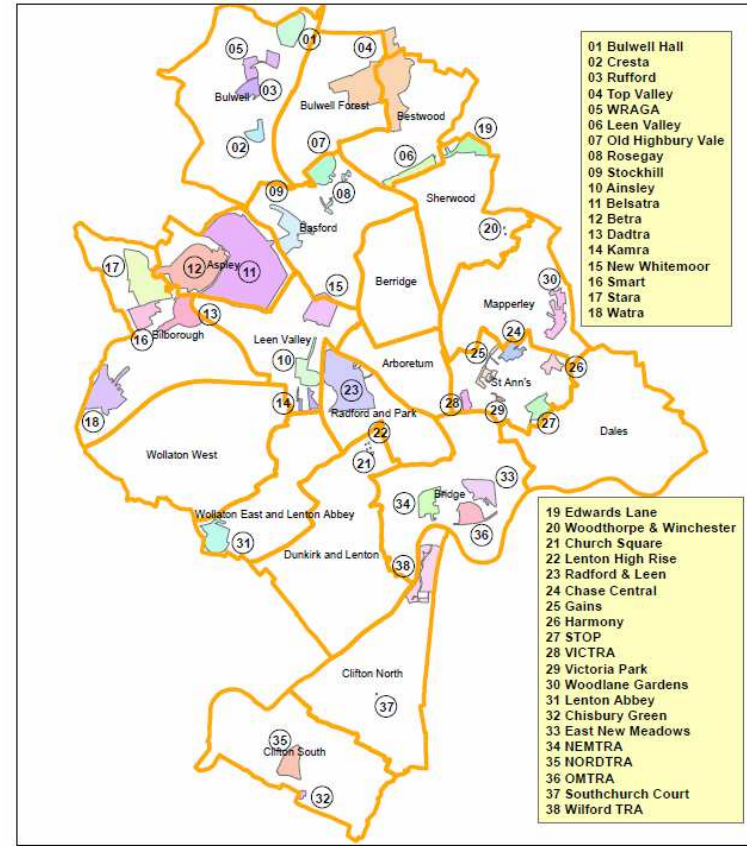 01 Bulwell Hall
02 Cresta
03 Rufford
04 Top Valley
05 WRAGA
06 Leen Valley
07 Old Highbury Vale
08 Rosegay
09 Stockhill
10 Ainsley
11 Belsatra
12 Betra
13 Dadtra
14 Kamra
15 New Whitemoor
16 Smart
17 Stara
18 Watra
01
04
05
Bulwell
03
Bulwell Forest
Bestwood
02
07
06
19
09
08
Sherwood
20
Basford
17
12
Aspley
11
Berridge
15
30
Mapperley
13
16
Bilborough
Leen Valley
24
25
10
Arboretum
26
St Ann's
18
14
23
28
29
27
Radford and Park
22
Dales
Wollaton West
21
33
34
Bridge
Wollaton East and Lenton Abbey
36
31
Dunkirk and Lenton
38
Clifton North
37
35
Clifton South
32
19 Edwards Lane
20 Woodthorpe & Winchester
21 Church Square
22 Lenton High Rise
23 Radford & Leen
24 Chase Central
25 Gains
26 Harmony
27 STOP
28 VICTRA
29 Victoria Park
30 Woodlane Gardens
31 Lenton Abbey
32 Chisbury Green
33 East New Meadows
34 NEMTRA
35 NORDTRA
36 OMTRA
37 Southchurch Court
38 Wilford TRA